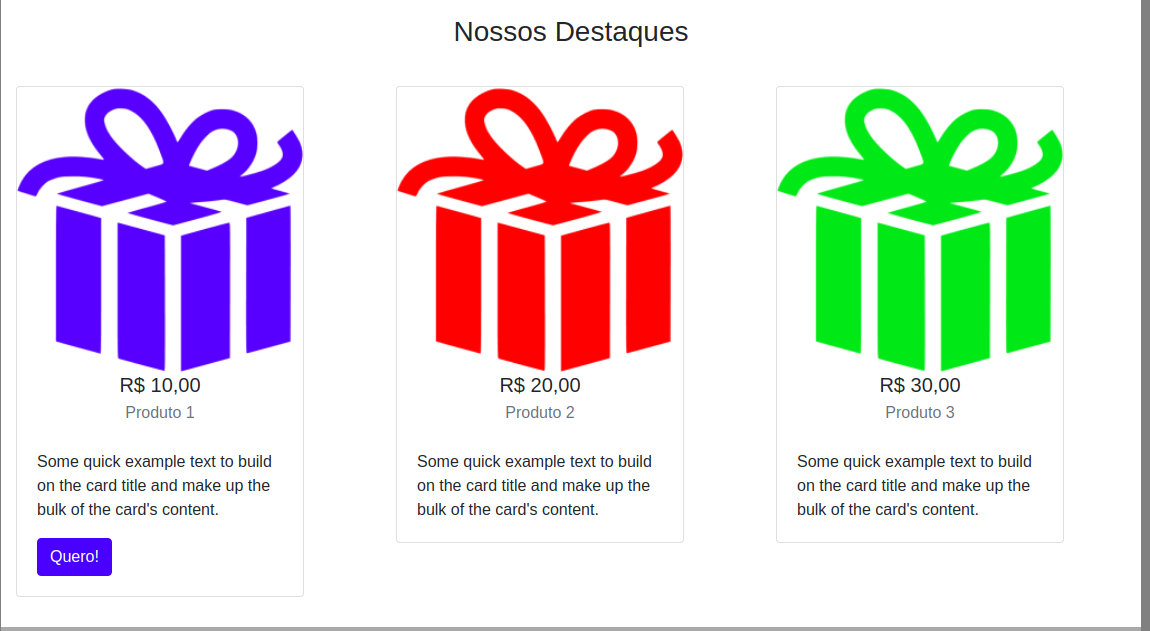 Nossos Destaques
R$ 10,00
Produto 1
Some quick example text to build
on the card title and make up the
bulk of the card's content.
Quero!
R$ 20,00
Produto 2
Some quick example text to build
on the card title and make up the
bulk of the card's content.
R$ 30,00
Produto 3
Some quick example text to build
on the card title and make up the
bulk of the card's content.